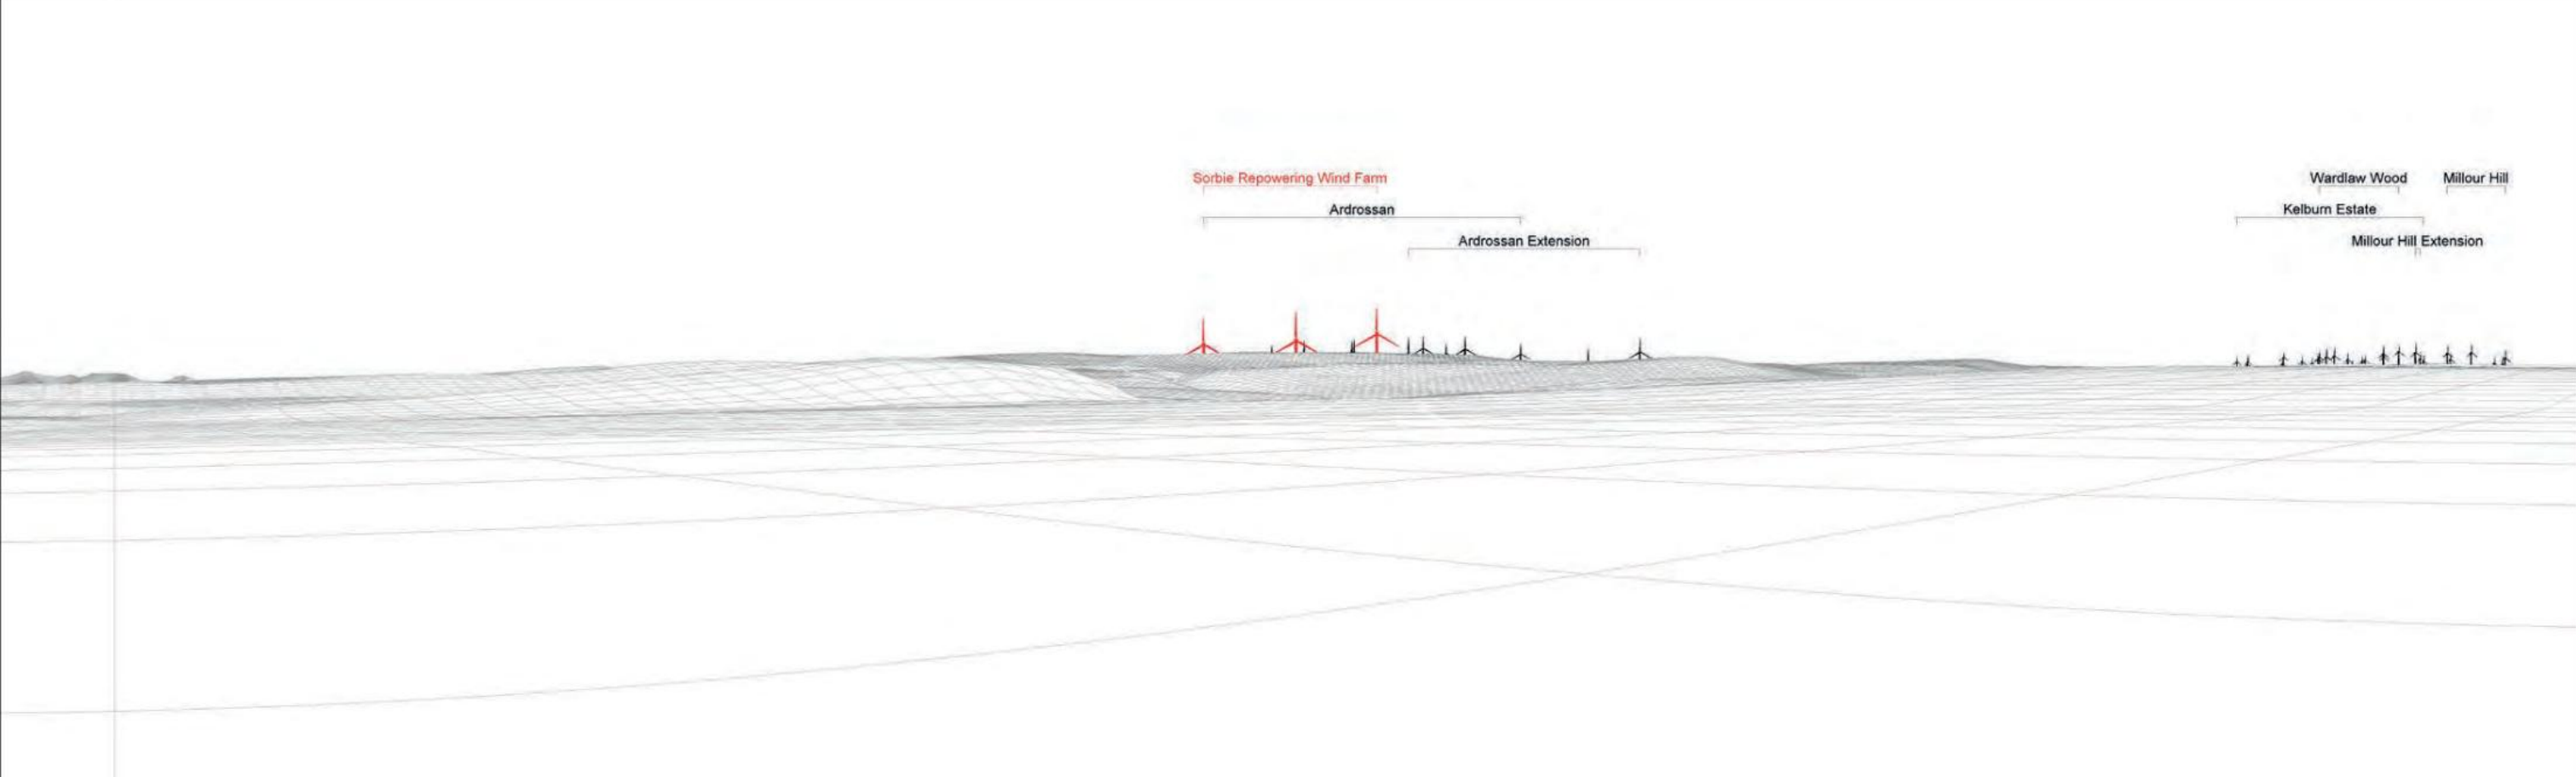 Sorbie Repowering Wind Farm
Ardrossan
Ardrossan Extension
Wardlaw Wood
Millour Hill
Kelburn Estate
Millour Hill Extension